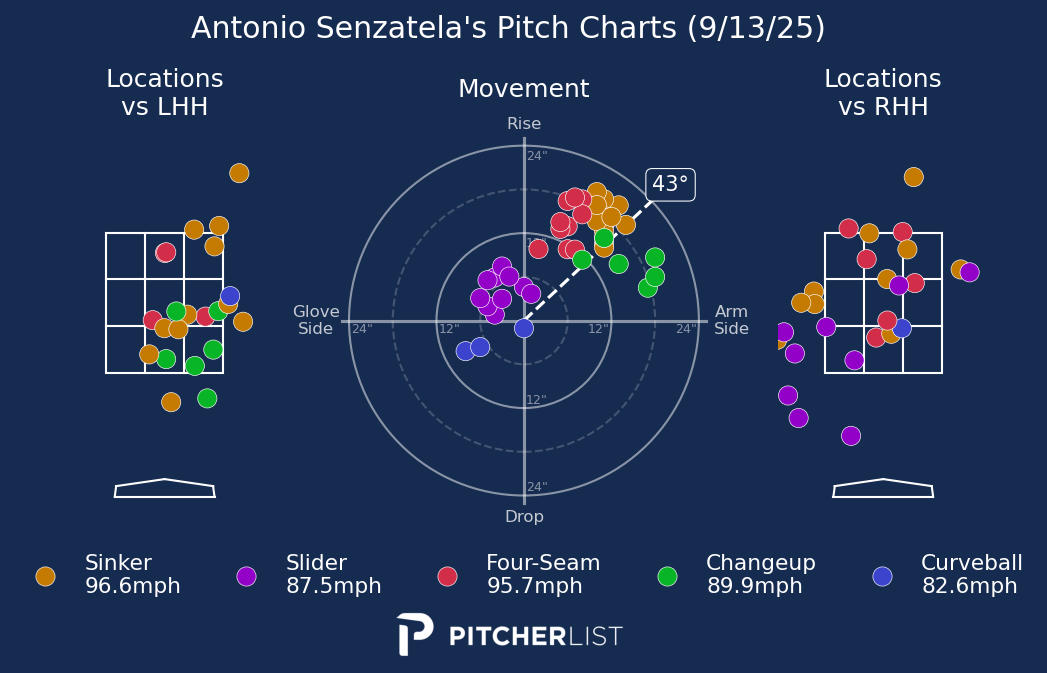 Antonio Senzatela's Pitch Charts (9/13/25)
Locations
vs LHH
Movement
Locations
vs RHH
Rise
24"
43°
12"
Glove
Side
24"
12"
12"
24"
Arm
Side
12"
24"
Drop
Sinker
96.6mph
Slider
87.5mph
Four-Seam
95.7mph
Changeup
89.9mph
Curveball
82.6mph
PITCHERLIST